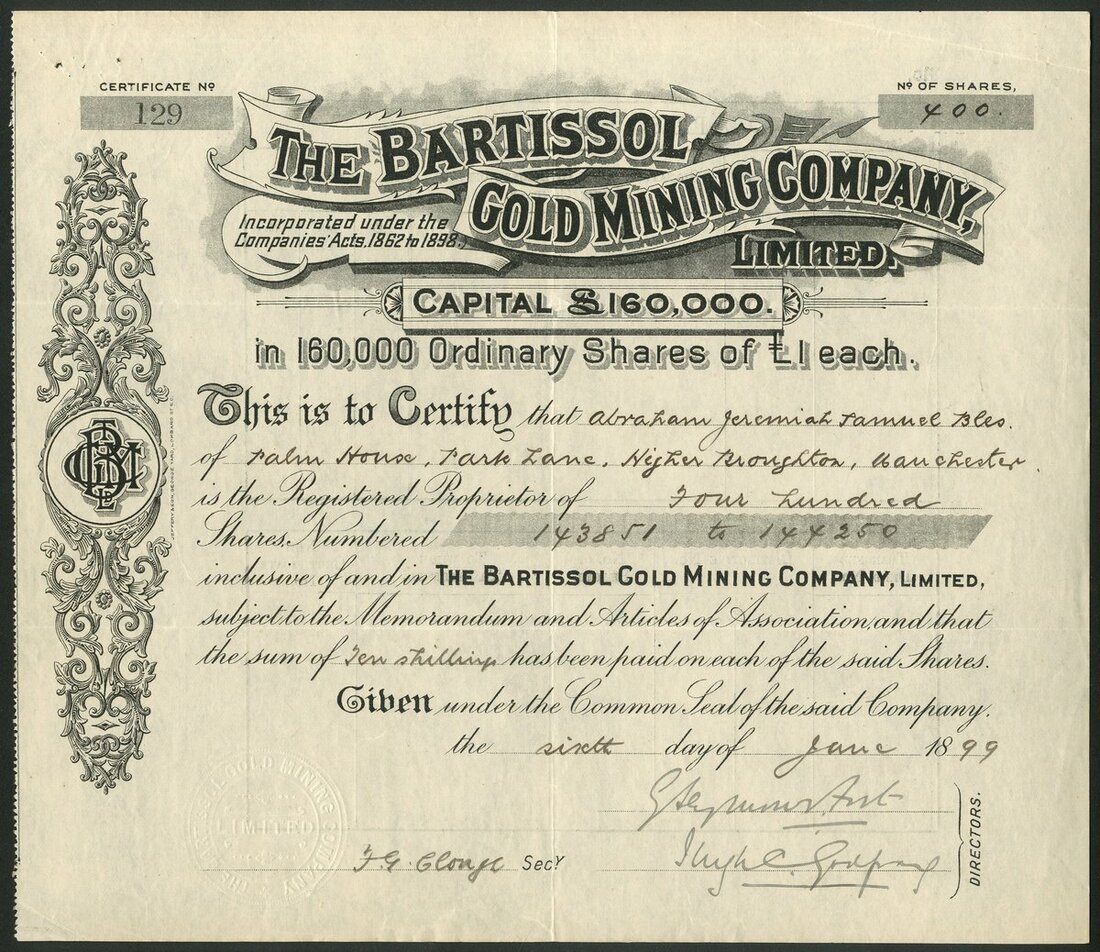 CERTIFICATE Nº
129
Nº OF SHARES,
400.
THE BARTISSOL
GOLD MINING COMPANY,
LIMITED.
Incorporated under the
Companies' Acts, 1862 to 1898.
CAPITAL £160,000.
in 160,000 Ordinary Shares of £1 each.
This is to Certify that Abraham Jeremiah Samuel Bles.
of Palm House, Park Lane, Higher Broughton, Manchester.
is the Registered Proprietor of Four hundred
Shares, Numbered 143851 to 144250
inclusive of and in THE BARTISSOL GOLD MINING COMPANY, LIMITED,
subject to the Memorandum and Articles of Association, and that
the sum of Ten shillings has been paid on each of the said Shares.
Given under the Common Seal of the said Company.
the sixth day of June 1899
DIRECTORS.
F. G. Clough Secʸ
GOLD MINING COMPANY
LIMITED